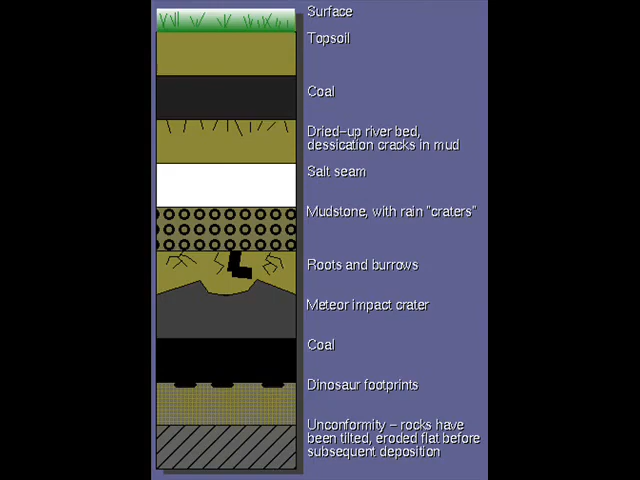 Surface
Topsoil
Coal
Dried-up river bed,
dessication cracks in mud
Salt seam
Mudstone, with rain "craters"
Roots and burrows
Meteor impact crater
Coal
Dinosaur footprints
Unconformity - rocks have
been tilted, eroded flat before
subsequent deposition